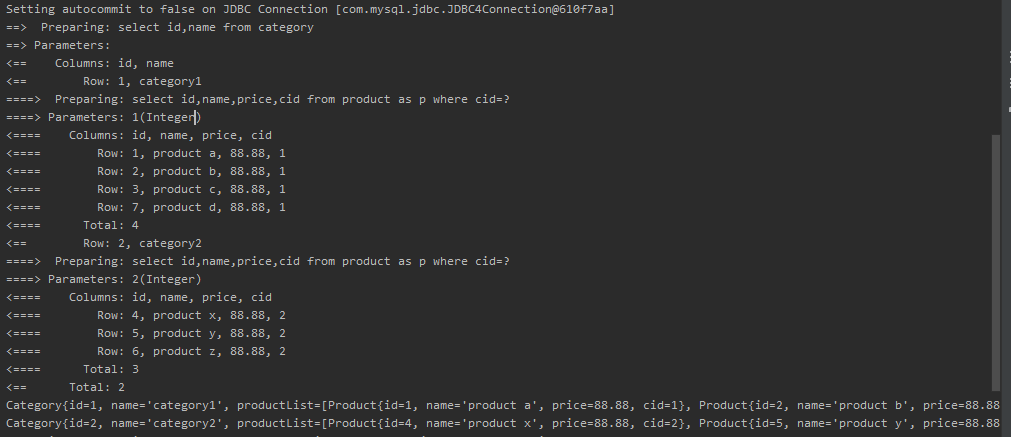 Setting autocommit to false on JDBC Connection [com.mysql.jdbc.JDBC4Connection@610f7aa]
==>  Preparing: select id,name from category
==> Parameters:
<==    Columns: id, name
<==        Row: 1, category1
====>  Preparing: select id,name,price,cid from product as p where cid=?
====> Parameters: 1(Integer)
<====    Columns: id, name, price, cid
<====        Row: 1, product a, 88.88, 1
<====        Row: 2, product b, 88.88, 1
<====        Row: 3, product c, 88.88, 1
<====        Row: 7, product d, 88.88, 1
<====      Total: 4
<==        Row: 2, category2
====>  Preparing: select id,name,price,cid from product as p where cid=?
====> Parameters: 2(Integer)
<====    Columns: id, name, price, cid
<====        Row: 4, product x, 88.88, 2
<====        Row: 5, product y, 88.88, 2
<====        Row: 6, product z, 88.88, 2
<====      Total: 3
<==      Total: 2
Category{id=1, name='category1', productList=[Product{id=1, name='product a', price=88.88, cid=1}, Product{id=2, name='product b', price=88.88
Category{id=2, name='category2', productList=[Product{id=4, name='product x', price=88.88, cid=2}, Product{id=5, name='product y', price=88.88